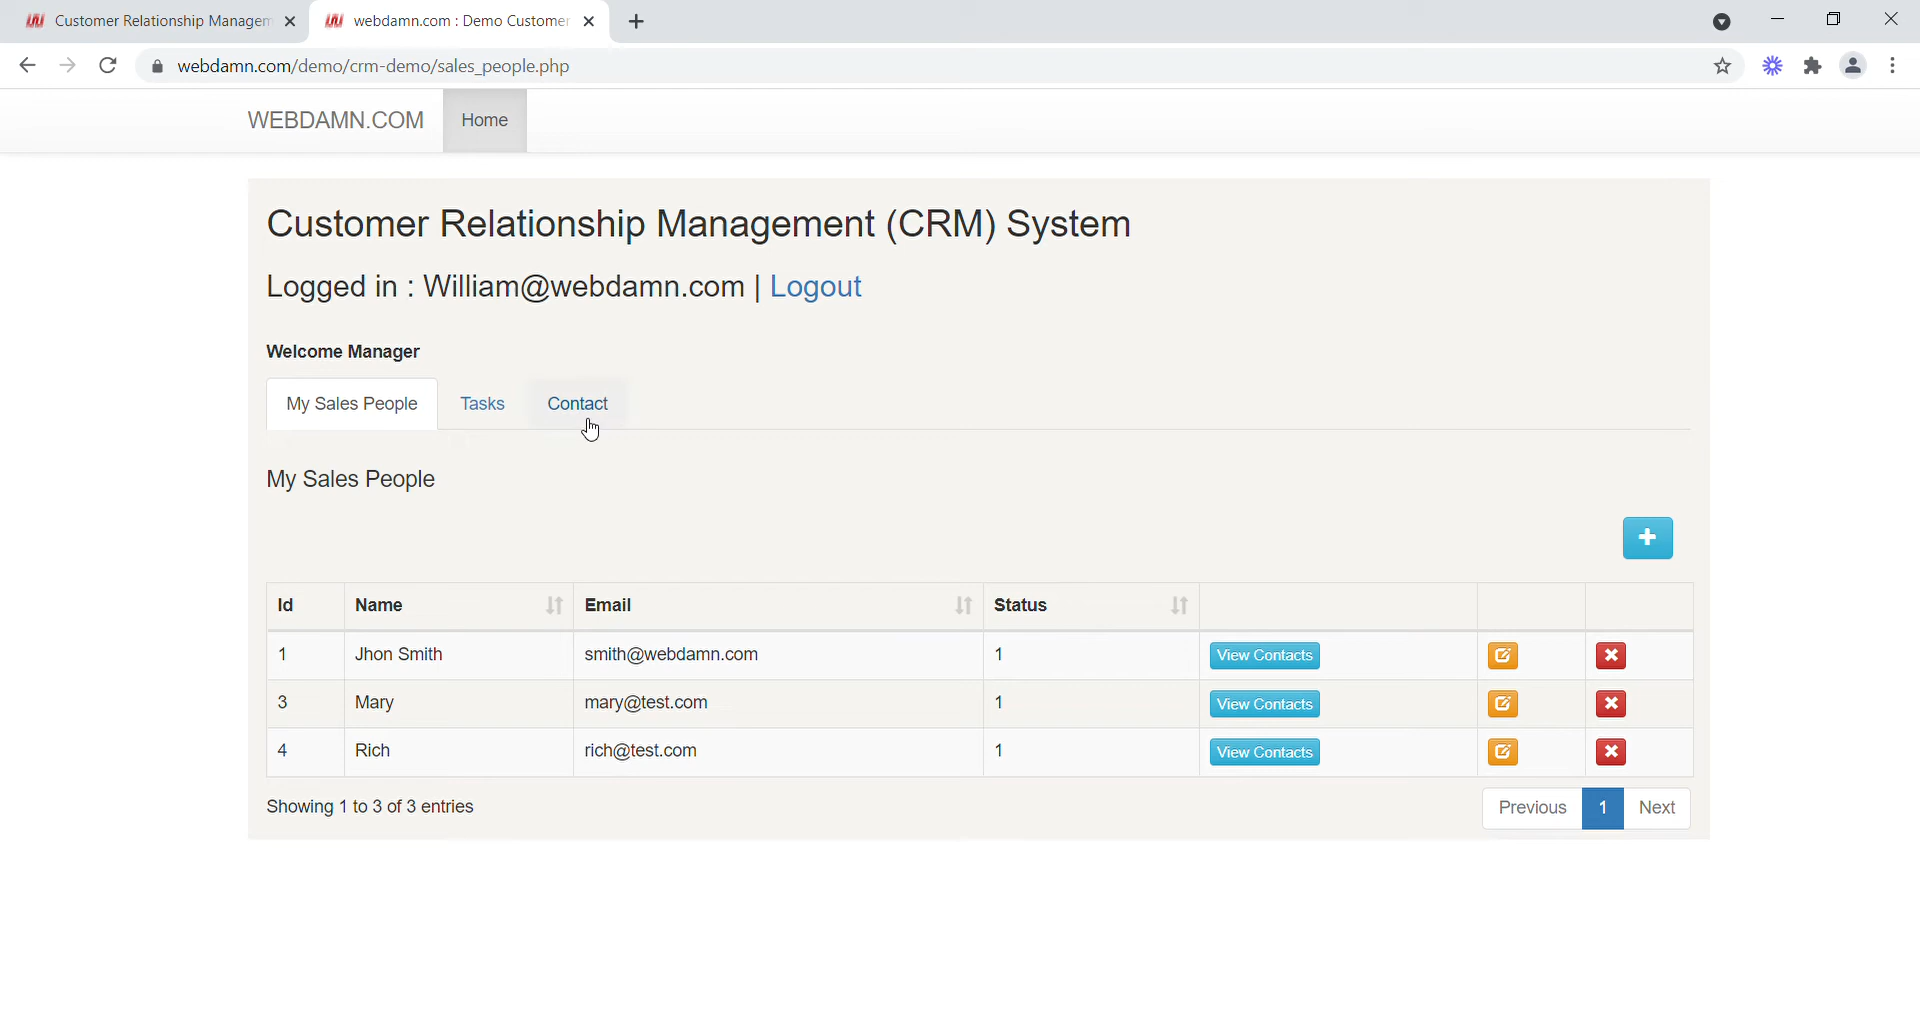 Customer Relationship Managem
webdamn.com : Demo Customer
webdamn.com/demo/crm-demo/sales_people.php
WEBDAMN.COM Home
Customer Relationship Management (CRM) System
Logged in : William@webdamn.com | Logout
Welcome Manager
My Sales People Tasks Contact
My Sales People
Id Name Email Status
1 Jhon Smith smith@webdamn.com 1 View Contacts
3 Mary mary@test.com 1 View Contacts
4 Rich rich@test.com 1 View Contacts
Showing 1 to 3 of 3 entries Previous 1 Next